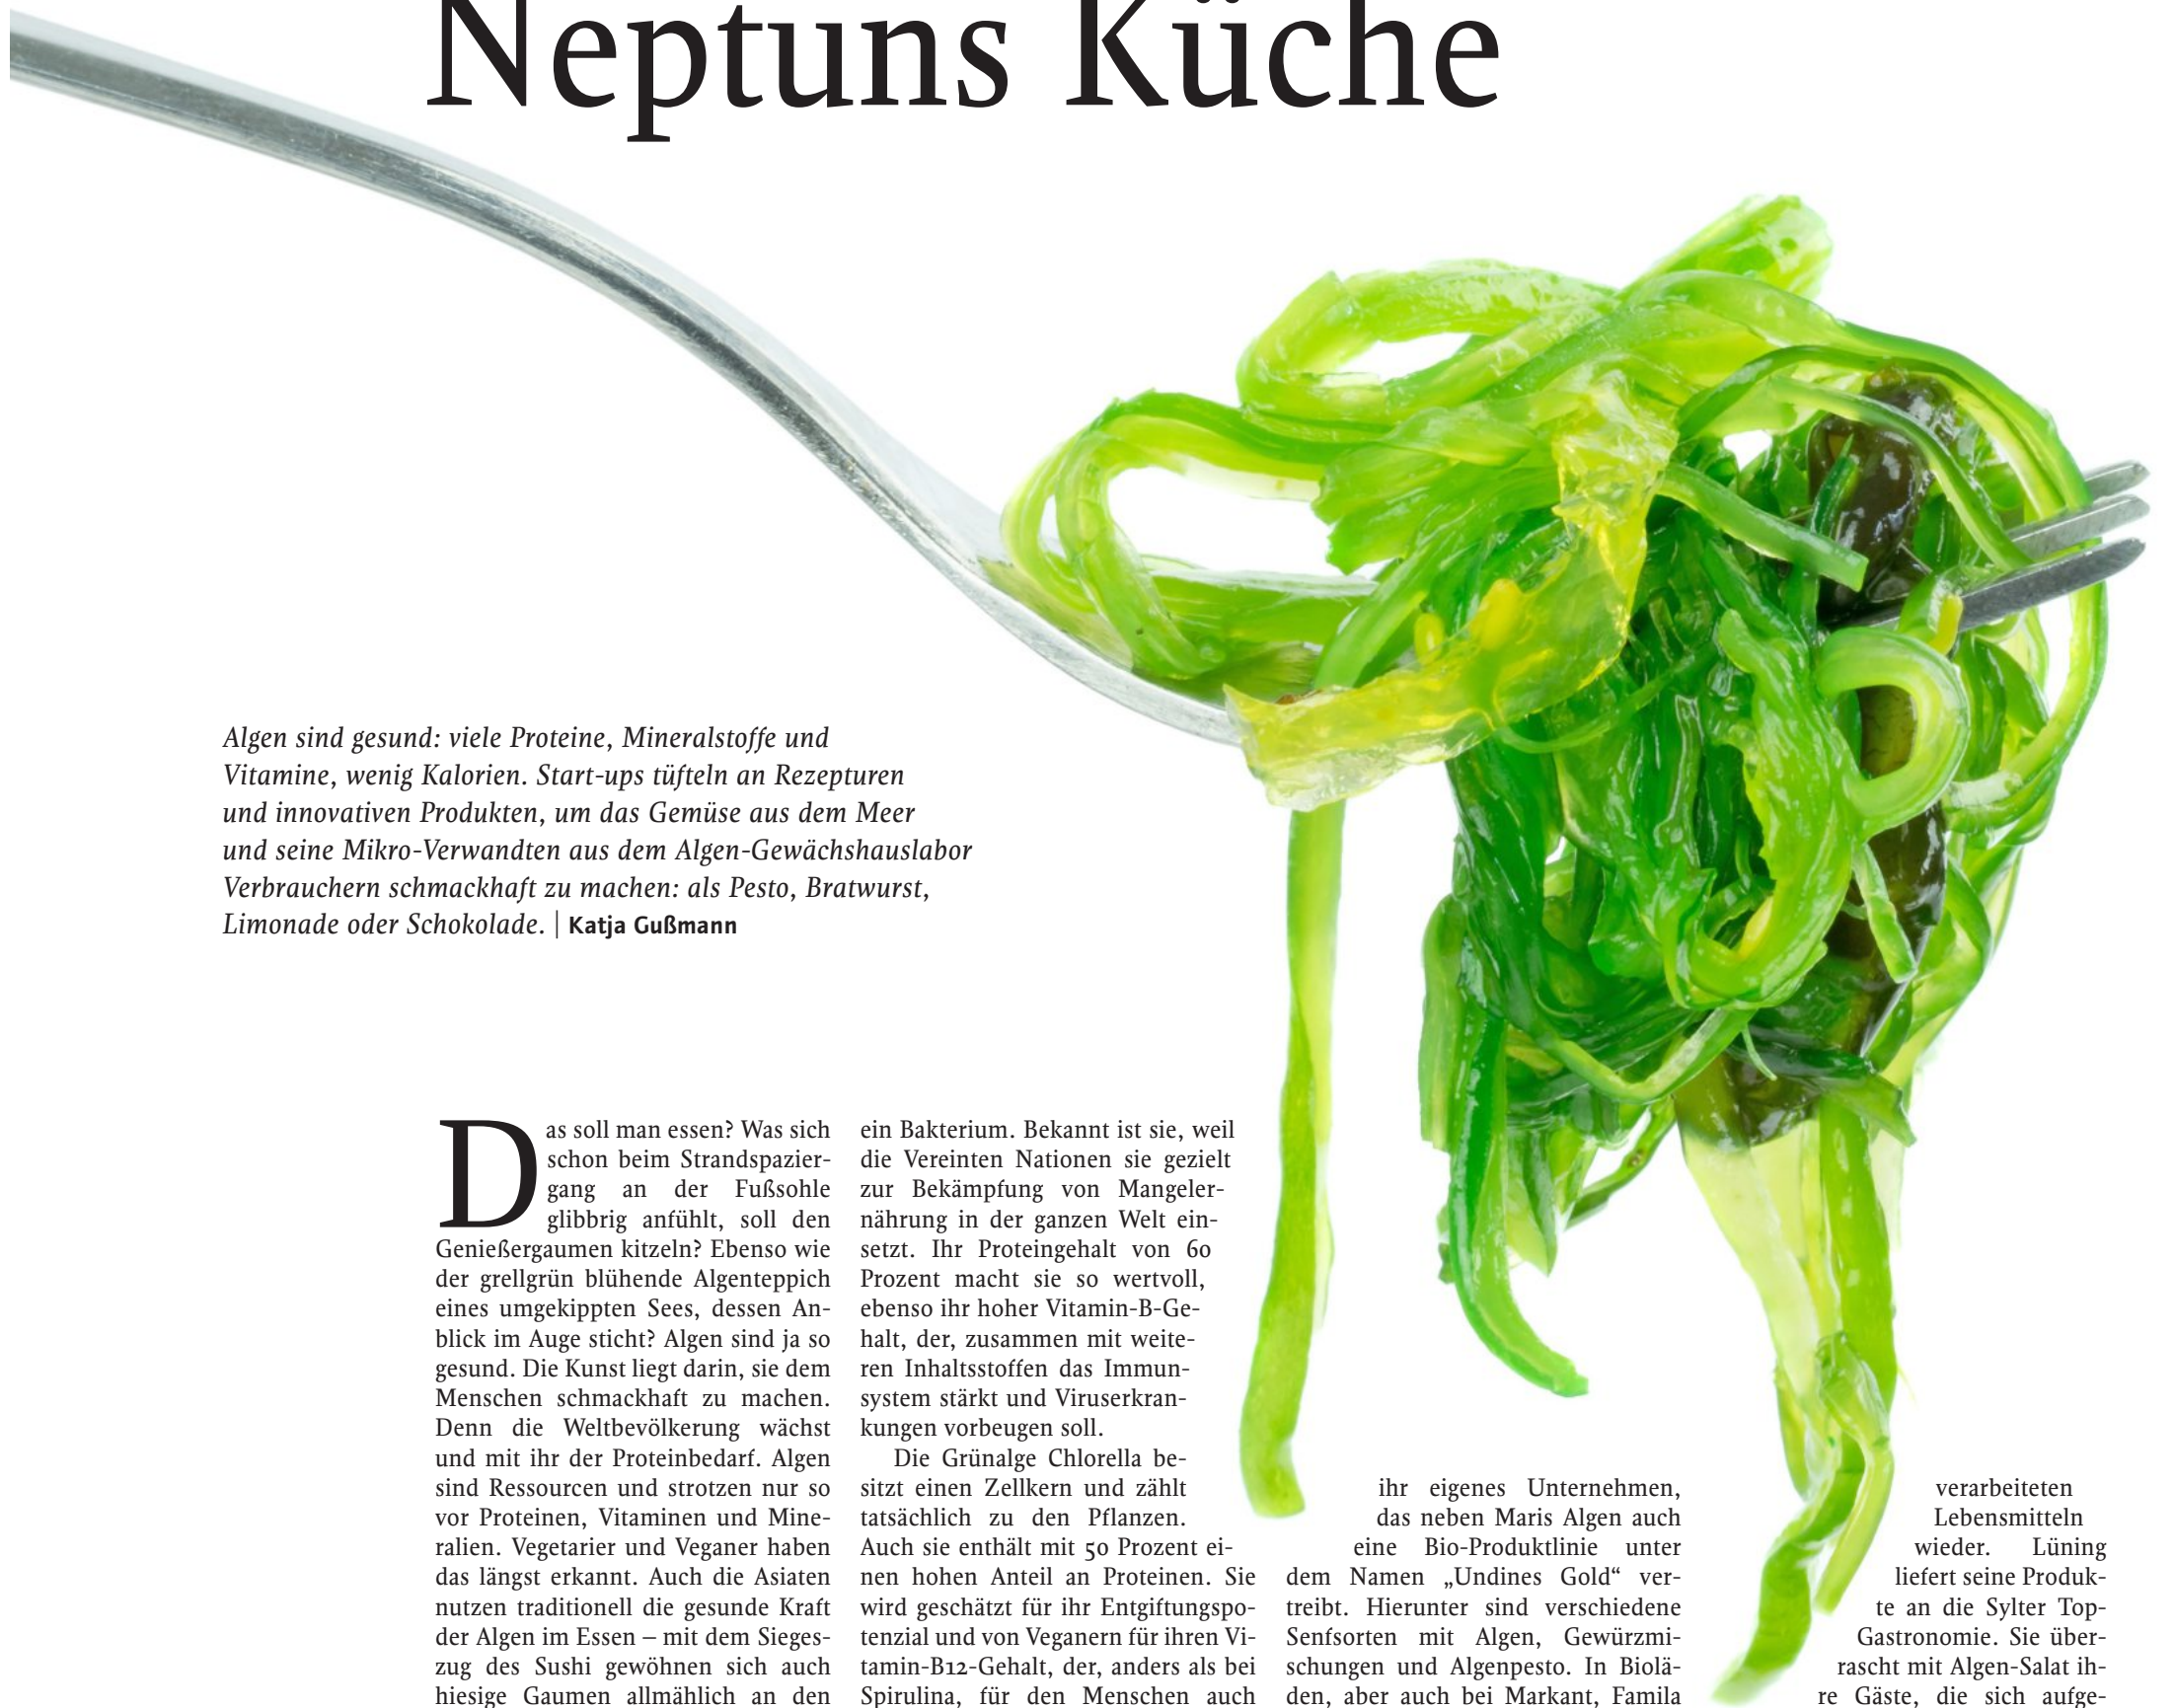 Neptuns Küche
Algen sind gesund: viele Proteine, Mineralstoffe und
Vitamine, wenig Kalorien. Start-ups tüfteln an Rezepturen
und innovativen Produkten, um das Gemüse aus dem Meer
und seine Mikro-Verwandten aus dem Algen-Gewächshauslabor
Verbrauchern schmackhaft zu machen: als Pesto, Bratwurst,
Limonade oder Schokolade. | Katja Gußmann
Das soll man essen? Was sich
schon beim Strandspazier-
gang an der Fußsohle
glibbrig anfühlt, soll den
Genießergaumen kitzeln? Ebenso wie
der grellgrün blühende Algenteppich
eines umgekippten Sees, dessen An-
blick im Auge sticht? Algen sind ja so
gesund. Die Kunst liegt darin, sie dem
Menschen schmackhaft zu machen.
Denn die Weltbevölkerung wächst
und mit ihr der Proteinbedarf. Algen
sind Ressourcen und strotzen nur so
vor Proteinen, Vitaminen und Mine-
ralien. Vegetarier und Veganer haben
das längst erkannt. Auch die Asiaten
nutzen traditionell die gesunde Kraft
der Algen im Essen – mit dem Sieges-
zug des Sushi gewöhnen sich auch
hiesige Gaumen allmählich an den
ein Bakterium. Bekannt ist sie, weil
die Vereinten Nationen sie gezielt
zur Bekämpfung von Mangeler-
nährung in der ganzen Welt ein-
setzt. Ihr Proteingehalt von 60
Prozent macht sie so wertvoll,
ebenso ihr hoher Vitamin-B-Ge-
halt, der, zusammen mit weite-
ren Inhaltsstoffen das Immun-
system stärkt und Viruserkran-
kungen vorbeugen soll.
Die Grünalge Chlorella be-
sitzt einen Zellkern und zählt
tatsächlich zu den Pflanzen.
Auch sie enthält mit 50 Prozent ei-
nen hohen Anteil an Proteinen. Sie
wird geschätzt für ihr Entgiftungspo-
tenzial und von Veganern für ihren Vi-
tamin-B12-Gehalt, der, anders als bei
Spirulina, für den Menschen auch
ihr eigenes Unternehmen,
das neben Maris Algen auch
eine Bio-Produktlinie unter
dem Namen „Undines Gold“ ver-
treibt. Hierunter sind verschiedene
Senfsorten mit Algen, Gewürzmi-
schungen und Algenpesto. In Biolä-
den, aber auch bei Markant, Famila
verarbeiteten
Lebensmitteln
wieder. Lüning
liefert seine Produk-
te an die Sylter Top-
Gastronomie. Sie über-
rascht mit Algen-Salat ih-
re Gäste, die sich aufge-